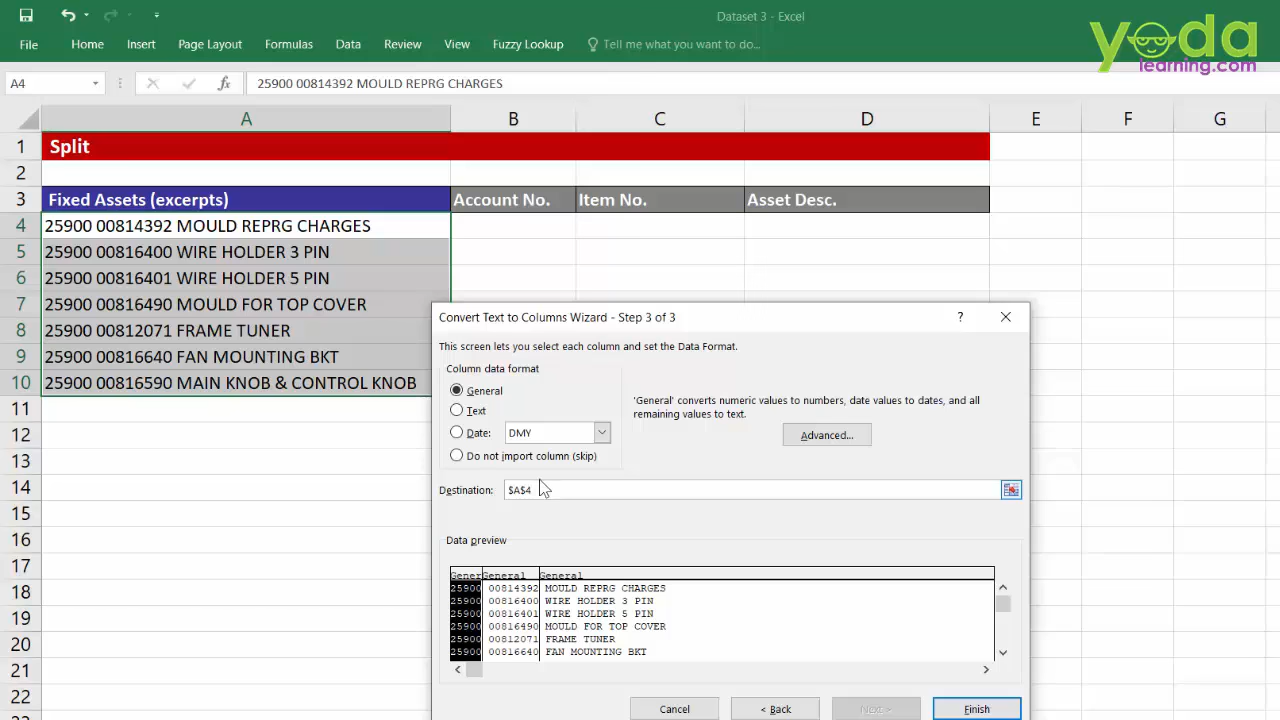 Dataset 3 - Excel
yoda
learning.com
File Home Insert Page Layout Formulas Data Review View Fuzzy Lookup Tell me what you want to do...
A4 fx 25900 00814392 MOULD REPRG CHARGES
A B C D E F G
1 Split
2
3 Fixed Assets (excerpts) Account No. Item No. Asset Desc.
4 25900 00814392 MOULD REPRG CHARGES
5 25900 00816400 WIRE HOLDER 3 PIN
6 25900 00816401 WIRE HOLDER 5 PIN
7 25900 00816490 MOULD FOR TOP COVER
8 25900 00812071 FRAME TUNER
9 25900 00816640 FAN MOUNTING BKT
10 25900 00816590 MAIN KNOB & CONTROL KNOB
11
12
13
14
15
16
17
18
19
20
21
22
Convert Text to Columns Wizard - Step 3 of 3 ?
This screen lets you select each column and set the Data Format.
Column data format
General
Text
Date: DMY
Do not import column (skip)
'General' converts numeric values to numbers, date values to dates, and all
remaining values to text.
Advanced...
Destination: $A$4
Data preview
Gener General General
25900 00814392 MOULD REPRG CHARGES
25900 00816400 WIRE HOLDER 3 PIN
25900 00816401 WIRE HOLDER 5 PIN
25900 00816490 MOULD FOR TOP COVER
25900 00812071 FRAME TUNER
25900 00816640 FAN MOUNTING BKT
Cancel < Back Next > Finish